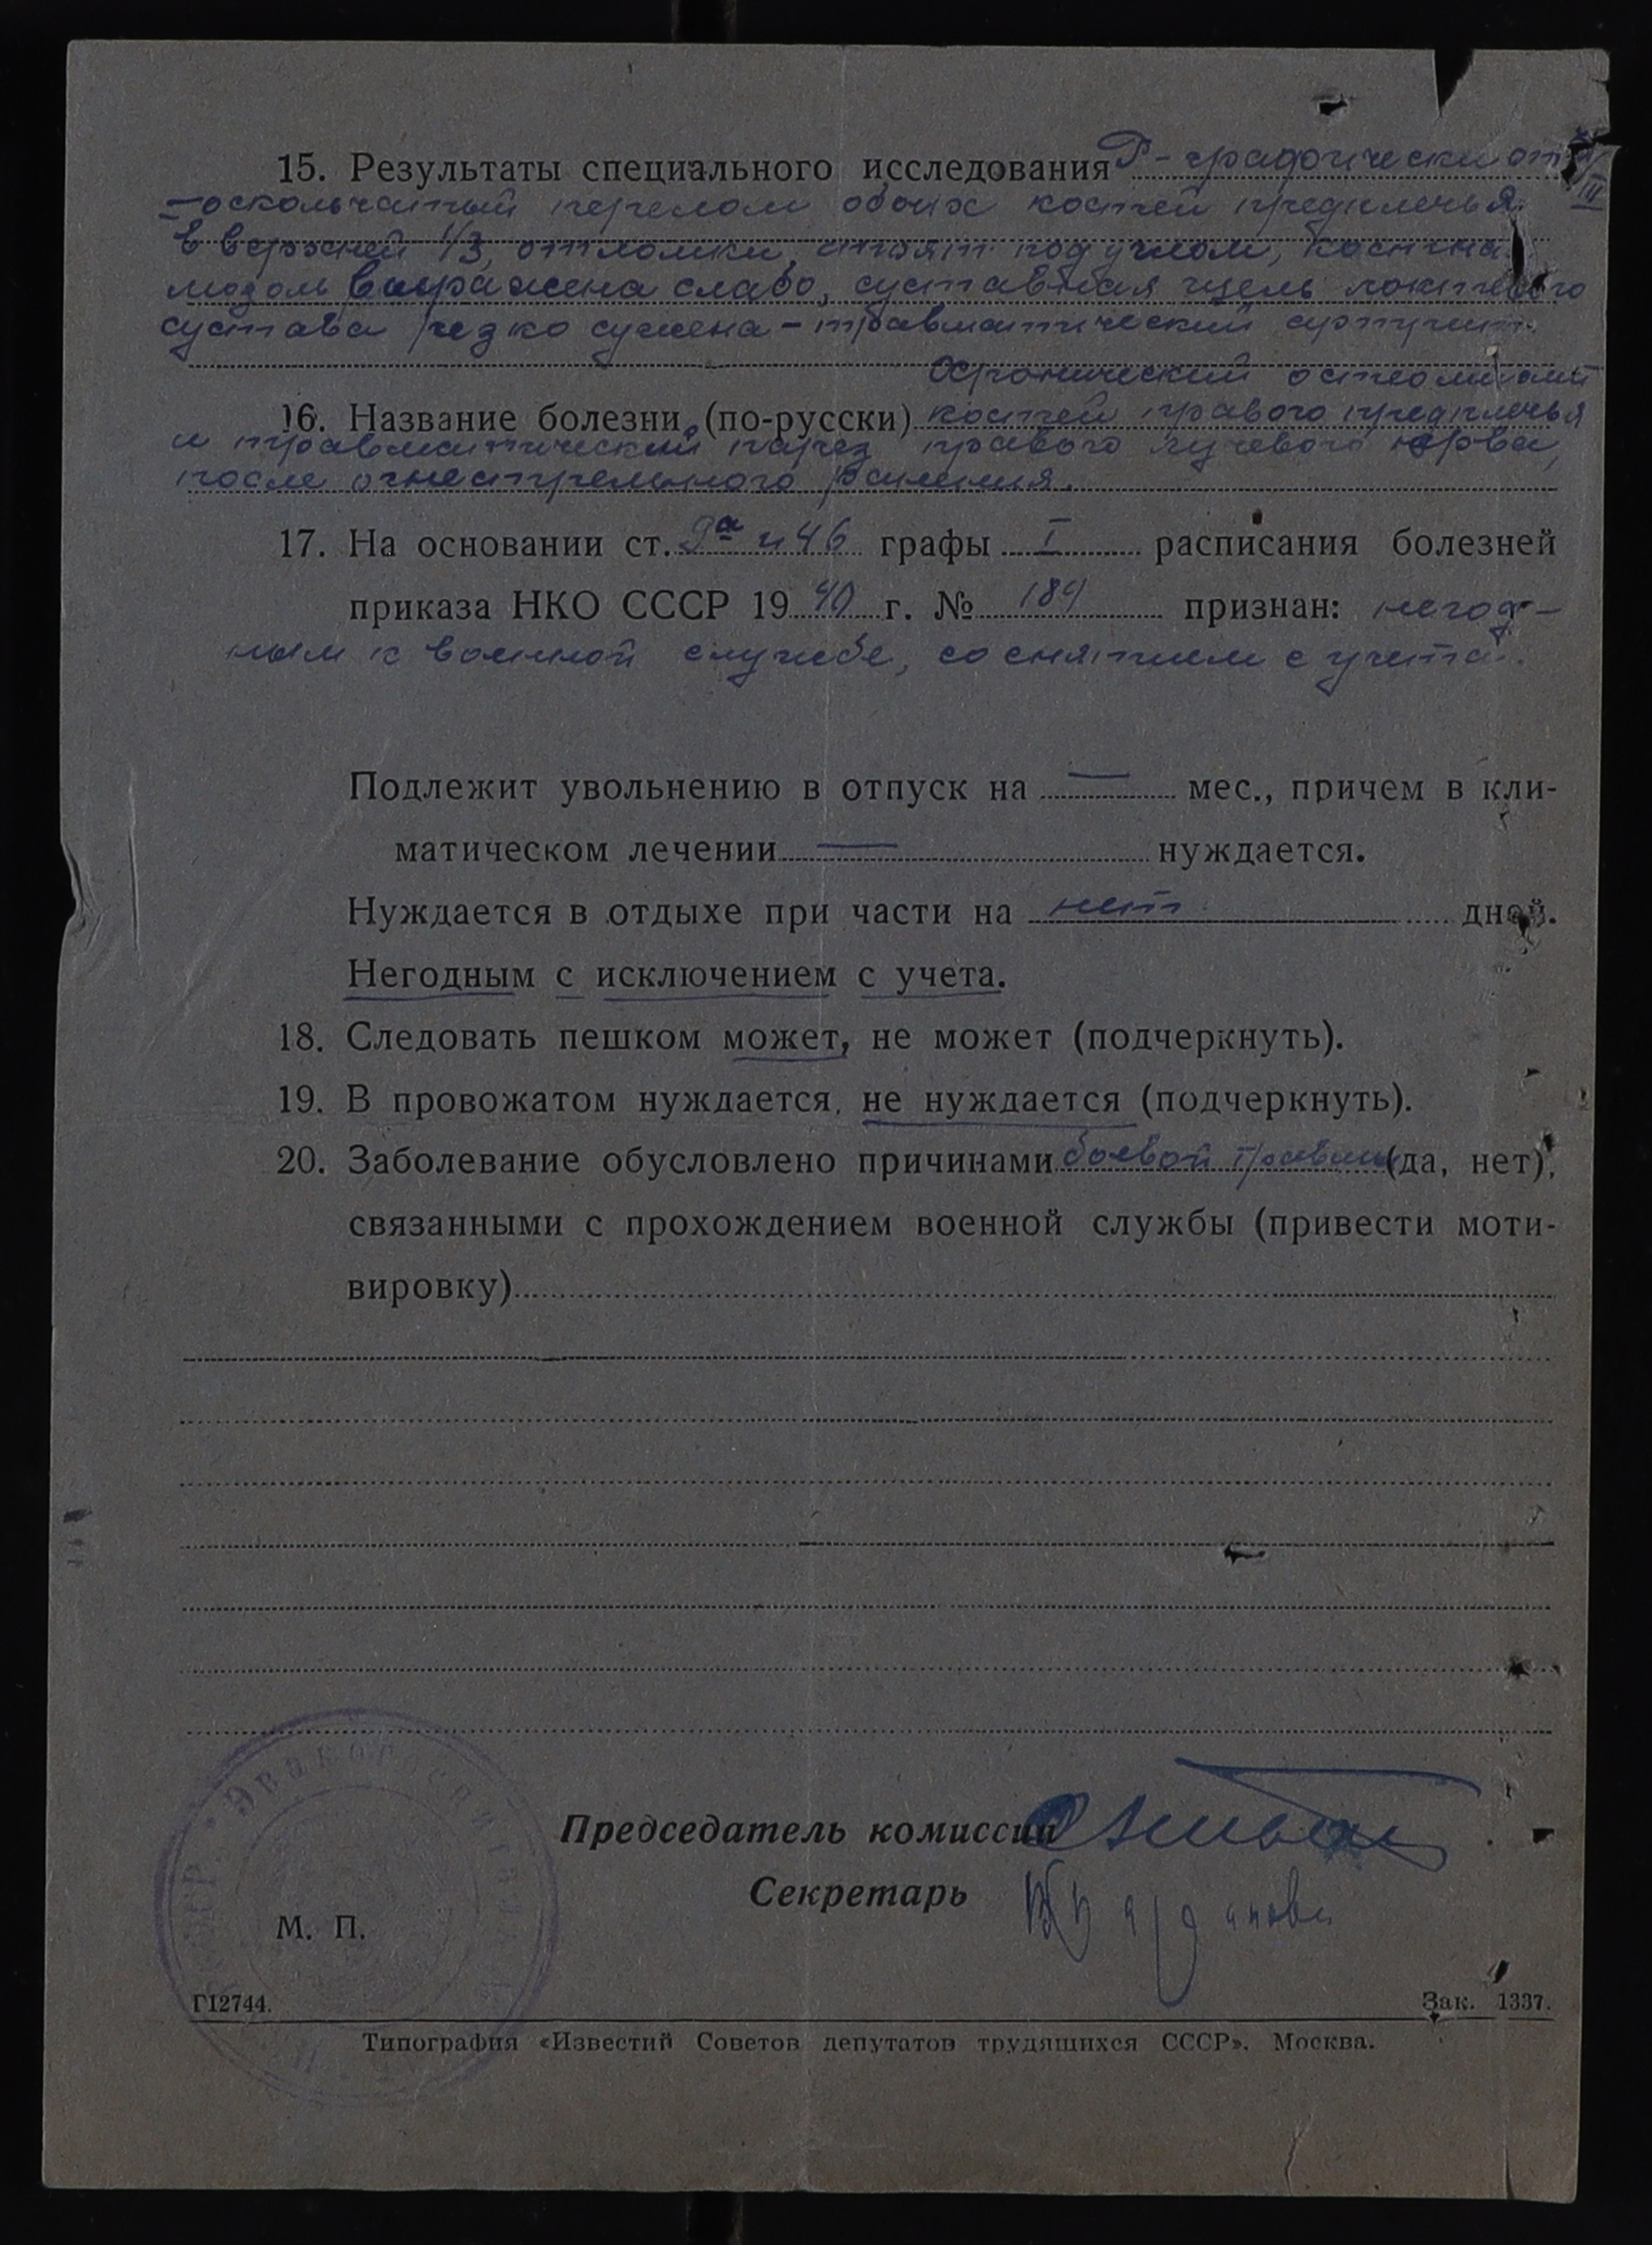 15. Результаты специального исследования Р-графически от
III
–оскольчатый перелом обоих костей предплечья
в верхней 1/3, отломки стоят под углом, костная
мозоль выражена слабо, суставная щель локтевого
сустава резко сужена – травматический артрит.
Хронический остеомиэлит
16. Название болезни (по-русски) костей правого предплечья
и травматический парез правого лучевого нерва,
после огнестрельного ранения.
17. На основании ст. 9а и 46 графы I расписания болезней
приказа НКО СССР 1940 г. № 184 признан: негод-
ным к военной службе, со снятием с учета.
Подлежит увольнению в отпуск на — мес., причем в кли-
матическом лечении — нуждается.
Нуждается в отдыхе при части на нет дней.
Негодным с исключением с учета.
18. Следовать пешком может, не может (подчеркнуть).
19. В провожатом нуждается, не нуждается (подчеркнуть).
20. Заболевание обусловлено причинами боевой травмы (да, нет),
связанными с прохождением военной службы (привести моти-
вировку)
Эвакогоспиталь
Председатель комиссии
Секретарь
М. П.
Г12744.
Зак. 1337.
Типография «Известий Советов депутатов трудящихся СССР». Москва.